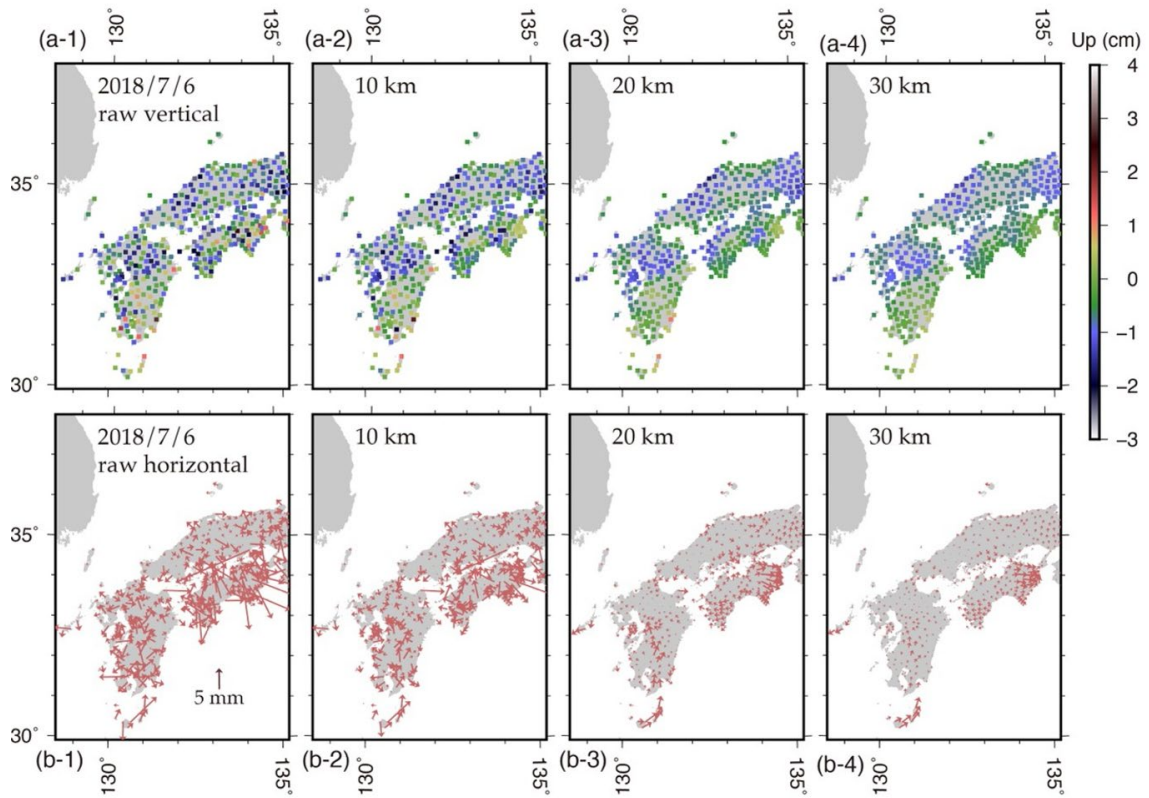 130° 135° 130° 135° 130° 135° 130° 135°
(a-1) (a-2) (a-3) (a-4) Up (cm)
2018/7/6 10 km 20 km 30 km
raw vertical
4
3
2
1
0
−1
−2
−3
35°
30°
2018/7/6 10 km 20 km 30 km
raw horizontal
35°
5 mm
30°
(b-1) (b-2) (b-3) (b-4)
130° 135° 130° 135° 130° 135° 130° 135°